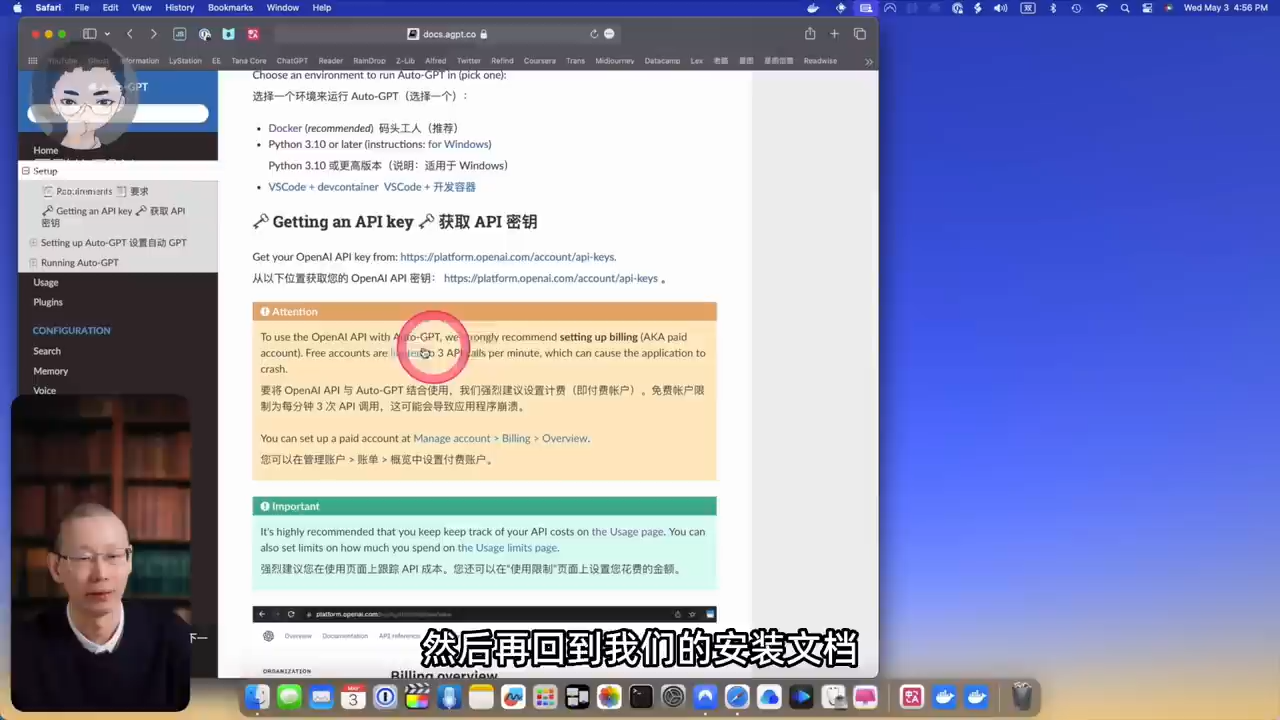 Safari File Edit View History Bookmarks Window Help
Wed May 3 4:56 PM
docs.agpt.co
YouTube Ghost Information LyStation EE Tana Core ChatGPT Reader RainDrop Z-Lib Alfred Twitter Refind Coursera Trans Midjourney Datacamp Lex Readwise
Auto-GPT
Home
Setup
Requirements 要求
Getting an API key 获取 API
密钥
Setting up Auto-GPT 设置自动 GPT
Running Auto-GPT
Usage
Plugins
CONFIGURATION
Search
Memory
Voice
Choose an environment to run Auto-GPT in (pick one):
选择一个环境来运行 Auto-GPT（选择一个）：
Docker (recommended) 码头工人（推荐）
Python 3.10 or later (instructions: for Windows)
Python 3.10 或更高版本（说明：适用于 Windows）
VSCode + devcontainer VSCode + 开发容器
Getting an API key 获取 API 密钥
Get your OpenAI API key from: https://platform.openai.com/account/api-keys.
从以下位置获取您的 OpenAI API 密钥： https://platform.openai.com/account/api-keys 。
Attention
To use the OpenAI API with Auto-GPT, we strongly recommend setting up billing (AKA paid
account). Free accounts are limited to 3 API calls per minute, which can cause the application to
crash.
要将 OpenAI API 与 Auto-GPT 结合使用，我们强烈建议设置计费（即付费帐户）。免费帐户限
制为每分钟 3 次 API 调用，这可能会导致应用程序崩溃。
You can set up a paid account at Manage account > Billing > Overview.
您可以在管理账户 > 账单 > 概览中设置付费账户。
Important
It's highly recommended that you keep keep track of your API costs on the Usage page. You can
also set limits on how much you spend on the Usage limits page.
强烈建议您在使用页面上跟踪 API 成本。您还可以在“使用限制”页面上设置您花费的金额。
platform.openai.com
Overview Documentation API reference
ORGANIZATION
Billing overview
下一
然后再回到我们的安装文档
MAY
3